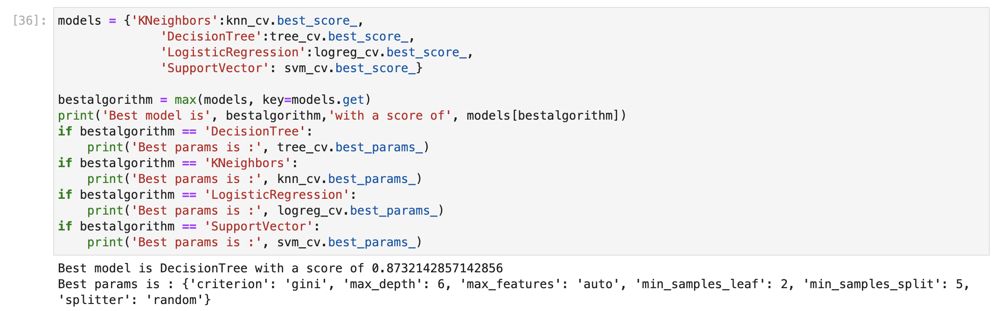 [36]: models = {'KNeighbors':knn_cv.best_score_,
              'DecisionTree':tree_cv.best_score_,
              'LogisticRegression':logreg_cv.best_score_,
              'SupportVector': svm_cv.best_score_}

bestalgorithm = max(models, key=models.get)
print('Best model is', bestalgorithm,'with a score of', models[bestalgorithm])
if bestalgorithm == 'DecisionTree':
    print('Best params is :', tree_cv.best_params_)
if bestalgorithm == 'KNeighbors':
    print('Best params is :', knn_cv.best_params_)
if bestalgorithm == 'LogisticRegression':
    print('Best params is :', logreg_cv.best_params_)
if bestalgorithm == 'SupportVector':
    print('Best params is :', svm_cv.best_params_)
Best model is DecisionTree with a score of 0.8732142857142856
Best params is : {'criterion': 'gini', 'max_depth': 6, 'max_features': 'auto', 'min_samples_leaf': 2, 'min_samples_split': 5,
'splitter': 'random'}